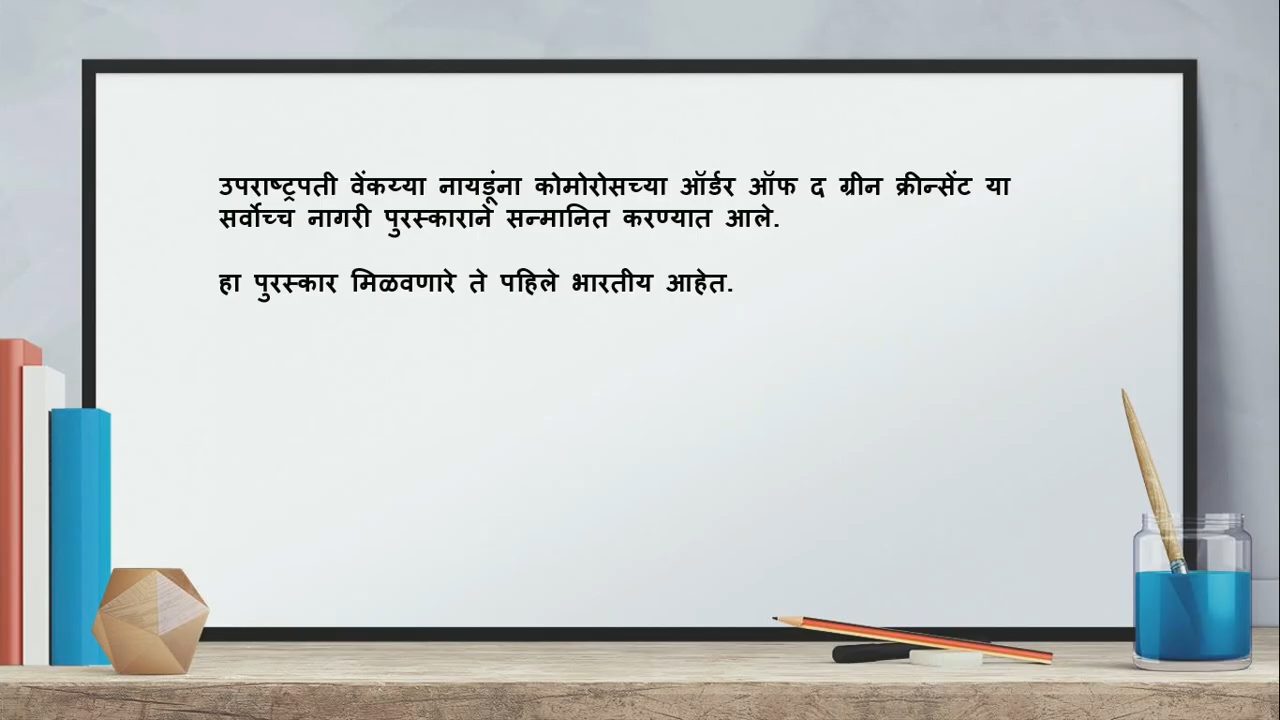 उपराष्ट्रपती वेंकय्या नायडूंना कोमोरोसच्या ऑर्डर ऑफ द ग्रीन क्रीन्सेंट या
सर्वोच्च नागरी पुरस्काराने सन्मानित करण्यात आले.
हा पुरस्कार मिळवणारे ते पहिले भारतीय आहेत.